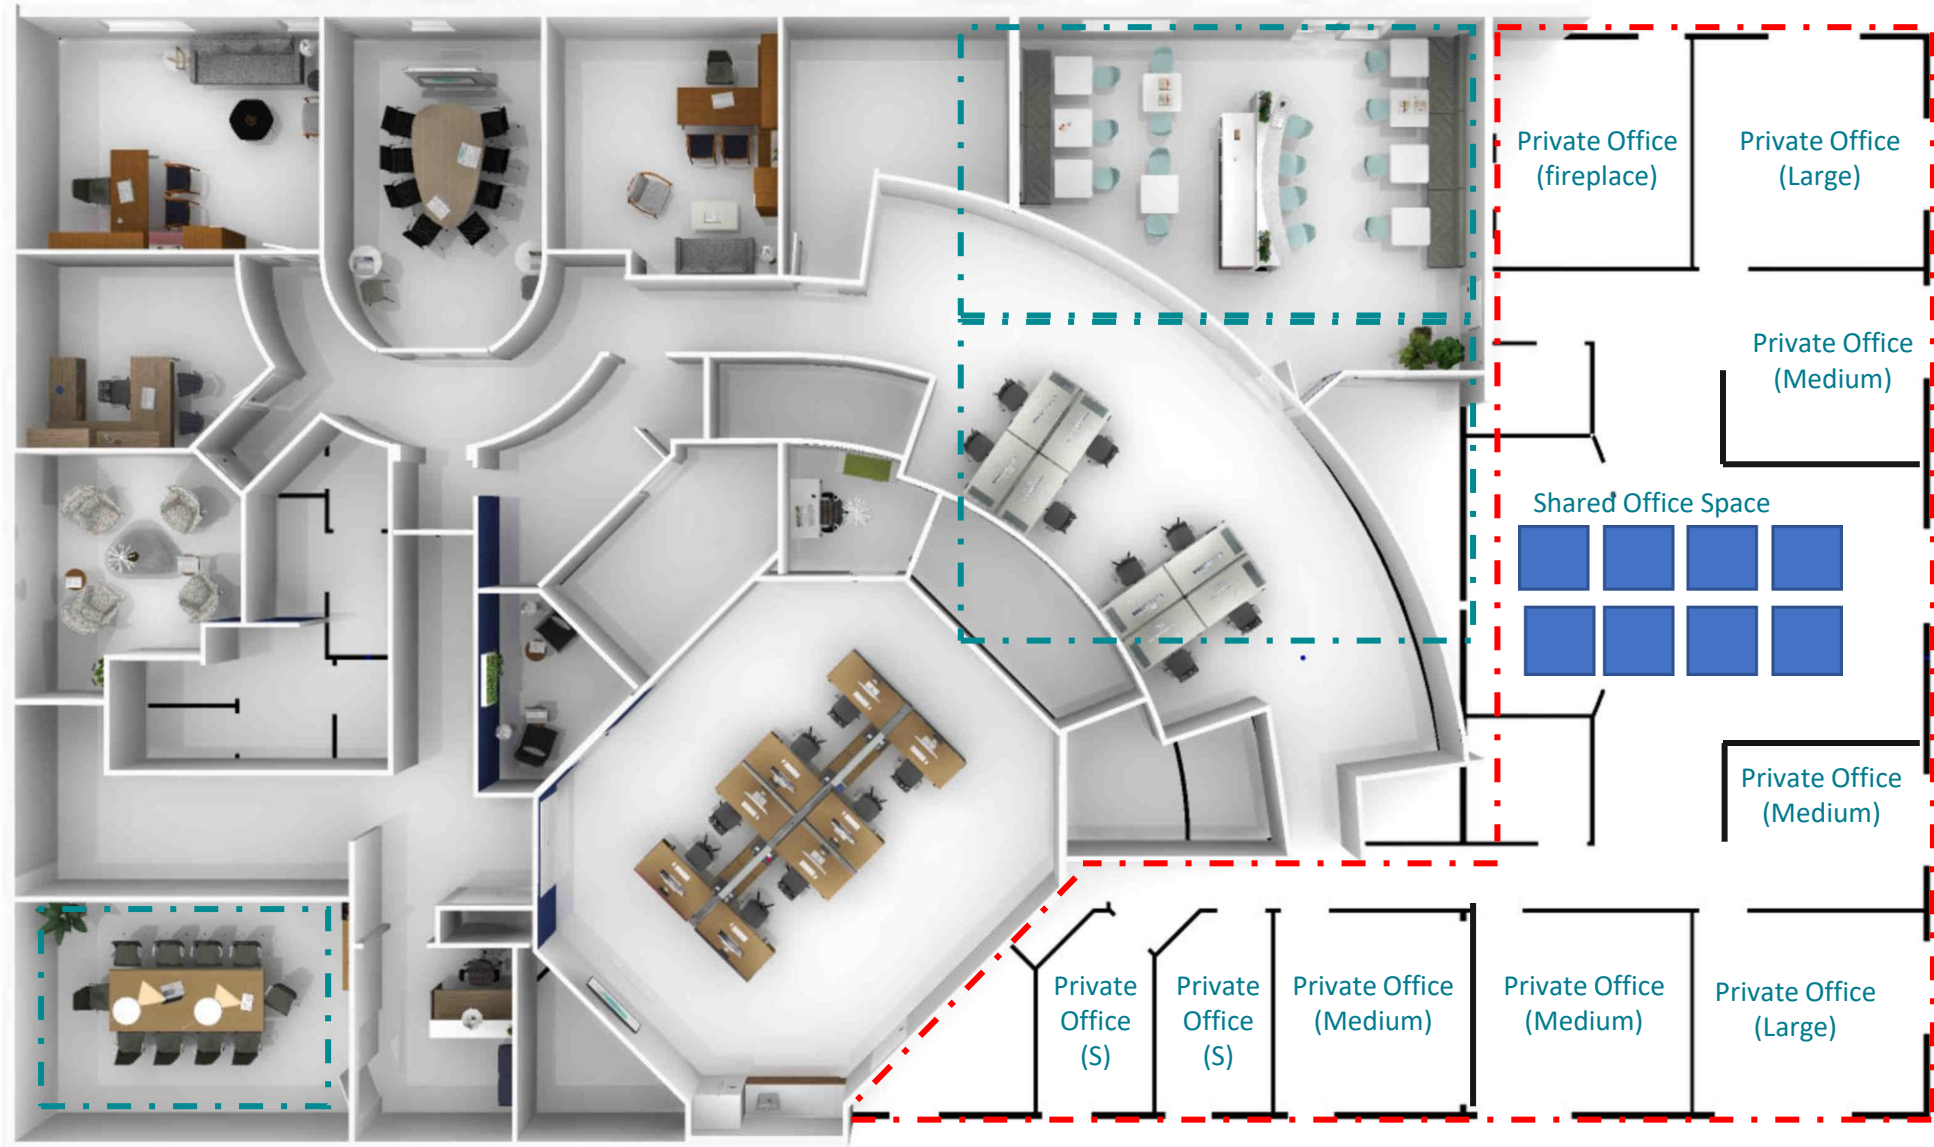 Private Office
(fireplace)
Private Office
(Large)
Private Office
(Medium)
Shared Office Space
Private Office
(Medium)
Private
Office
(S)
Private
Office
(S)
Private Office
(Medium)
Private Office
(Medium)
Private Office
(Large)